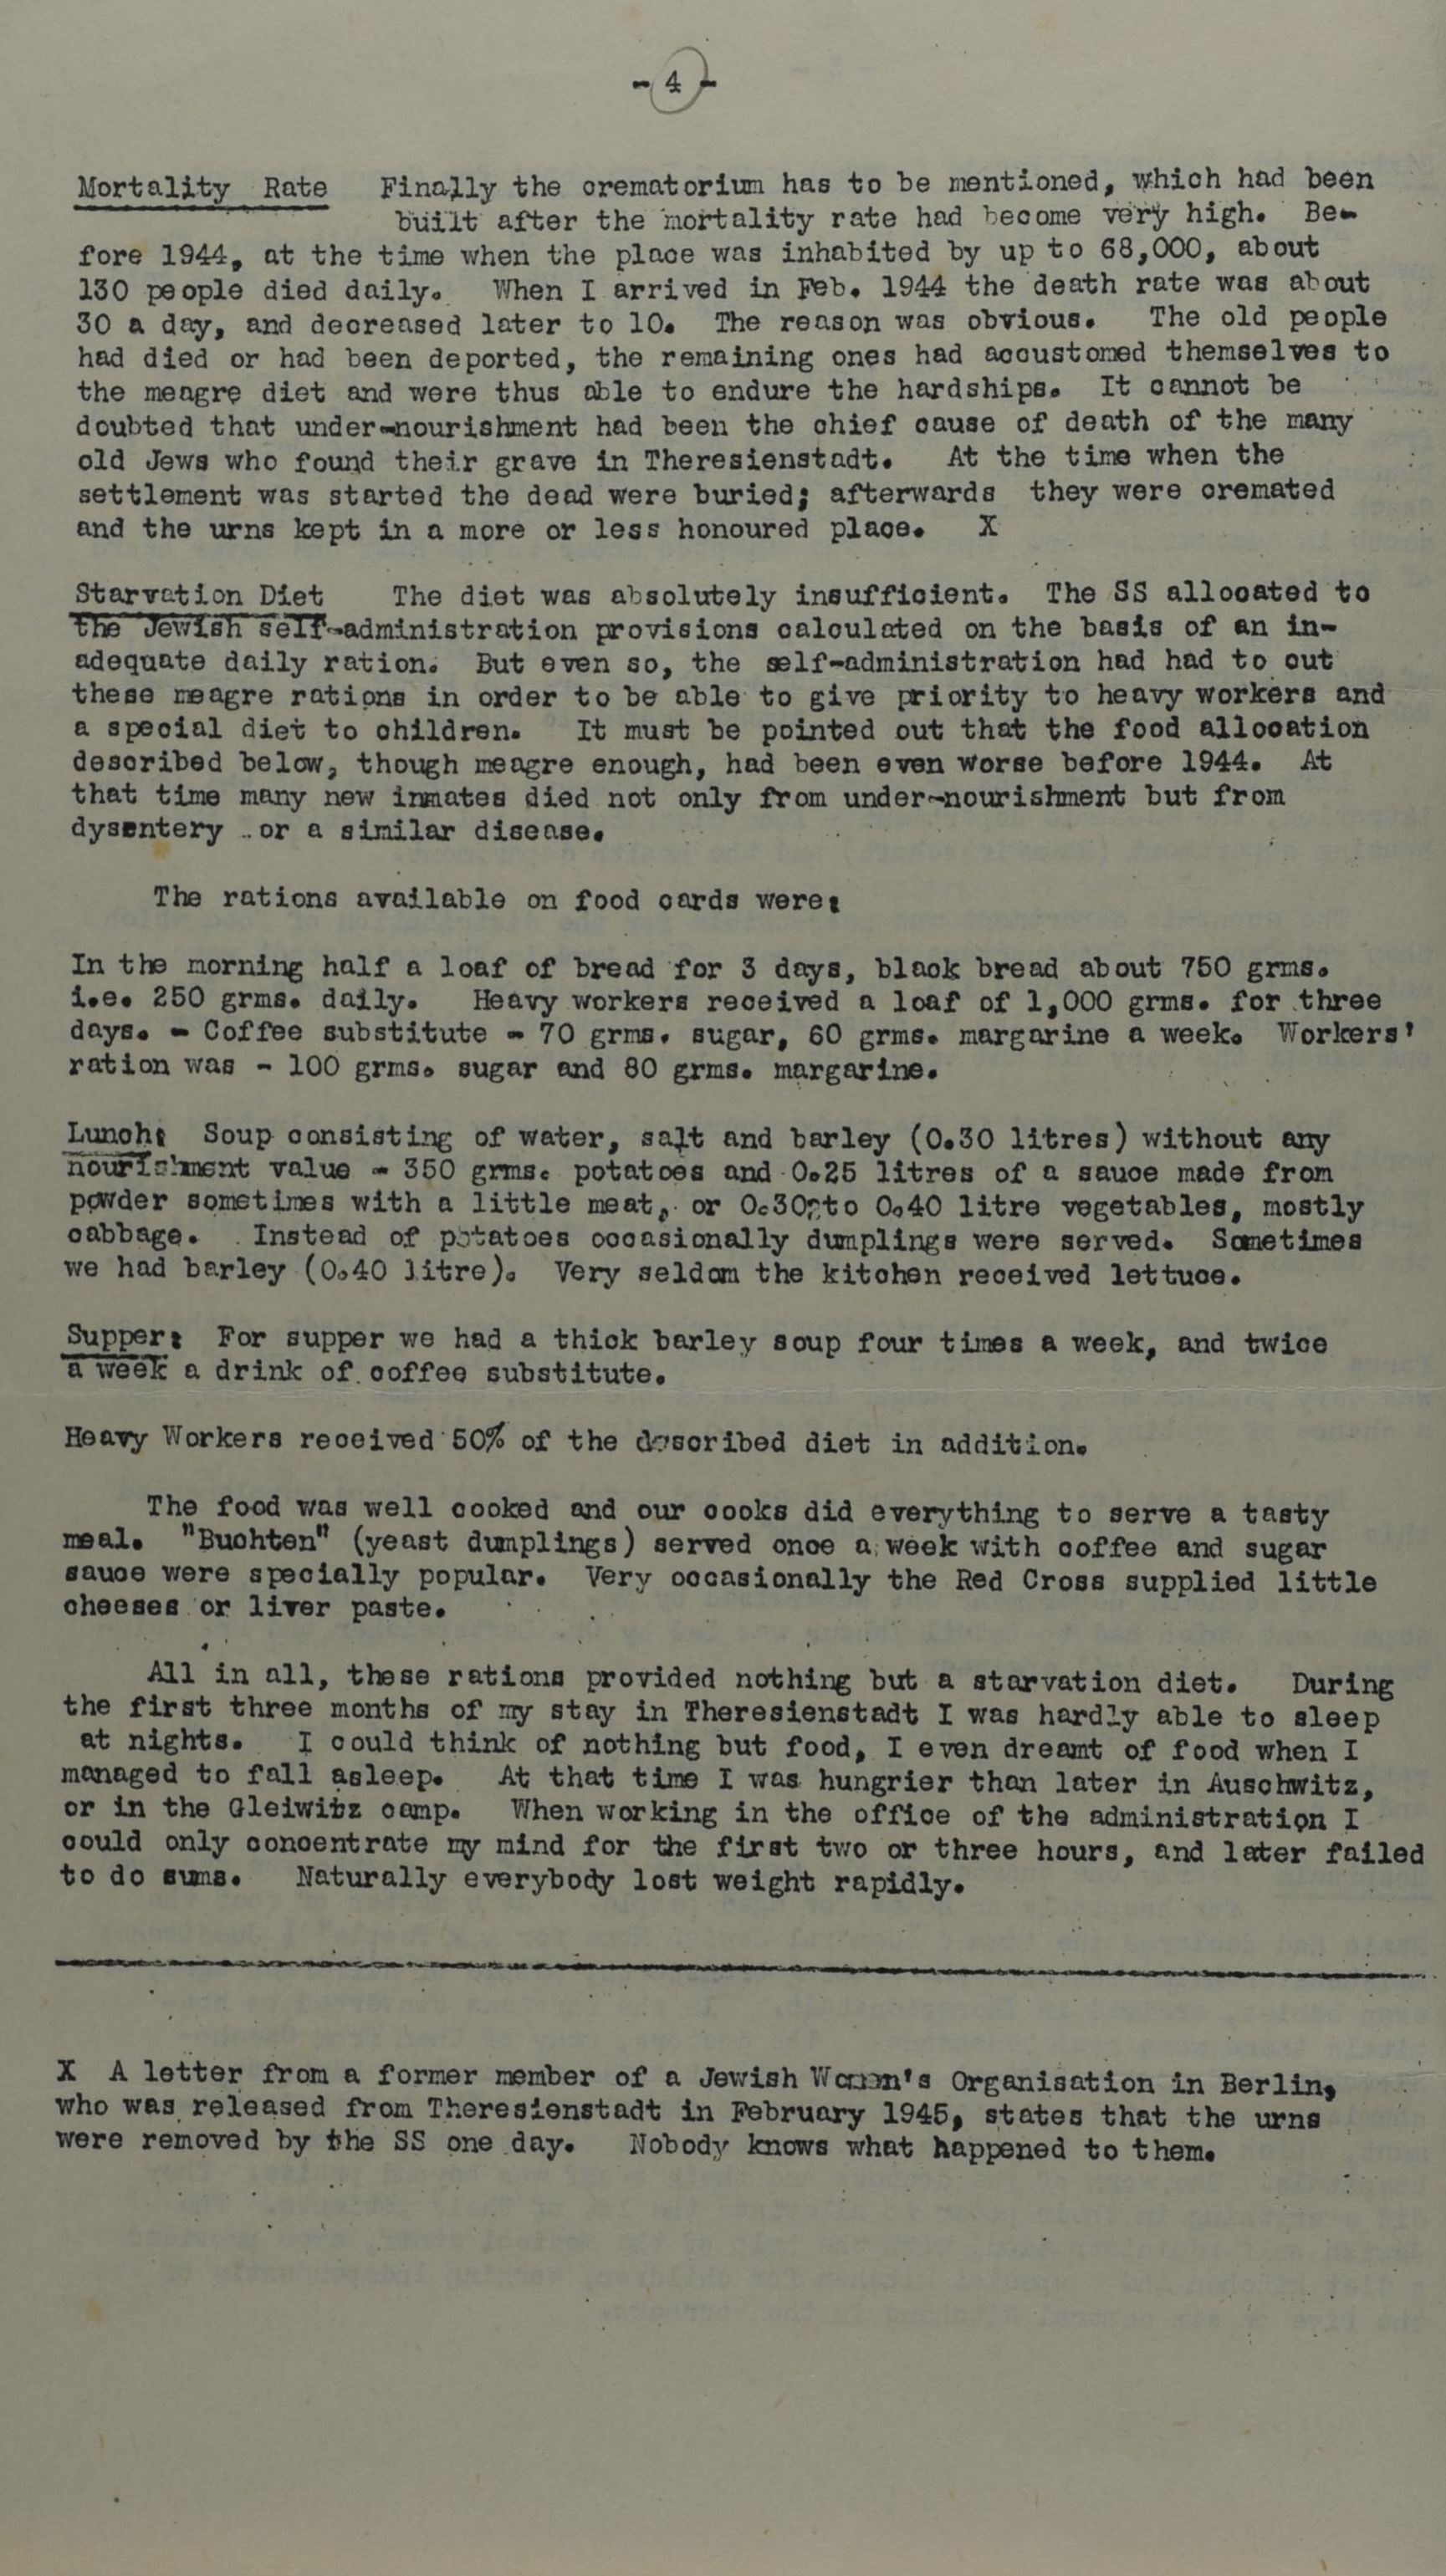 - 4 -
Mortality Rate Finally the crematorium has to be mentioned, which had been
built after the mortality rate had become very high. Be-
fore 1944, at the time when the place was inhabited by up to 68,000, about
130 people died daily. When I arrived in Feb. 1944 the death rate was about
30 a day, and decreased later to 10. The reason was obvious. The old people
had died or had been deported, the remaining ones had accustomed themselves to
the meagre diet and were thus able to endure the hardships. It cannot be
doubted that under-nourishment had been the chief cause of death of the many
old Jews who found their grave in Theresienstadt. At the time when the
settlement was started the dead were buried; afterwards they were cremated
and the urns kept in a more or less honoured place. X
Starvation Diet The diet was absolutely insufficient. The SS allocated to
the Jewish self-administration provisions calculated on the basis of an in-
adequate daily ration. But even so, the self-administration had had to cut
these meagre rations in order to be able to give priority to heavy workers and
a special diet to children. It must be pointed out that the food allocation
described below, though meagre enough, had been even worse before 1944. At
that time many new inmates died not only from under-nourishment but from
dysentery or a similar disease.
The rations available on food cards were:
In the morning half a loaf of bread for 3 days, black bread about 750 grms.
i.e. 250 grms. daily. Heavy workers received a loaf of 1,000 grms. for three
days. - Coffee substitute - 70 grms. sugar, 60 grms. margarine a week. Workers'
ration was - 100 grms. sugar and 80 grms. margarine.
Lunch: Soup consisting of water, salt and barley (0.30 litres) without any
nourishment value - 350 grms. potatoes and 0.25 litres of a sauce made from
powder sometimes with a little meat, or 0.30 to 0.40 litre vegetables, mostly
cabbage. Instead of potatoes occasionally dumplings were served. Sometimes
we had barley (0.40 litre). Very seldom the kitchen received lettuce.
Supper: For supper we had a thick barley soup four times a week, and twice
a week a drink of coffee substitute.
Heavy Workers received 50% of the described diet in addition.
The food was well cooked and our cooks did everything to serve a tasty
meal. "Buchten" (yeast dumplings) served once a week with coffee and sugar
sauce were specially popular. Very occasionally the Red Cross supplied little
cheeses or liver paste.
All in all, these rations provided nothing but a starvation diet. During
the first three months of my stay in Theresienstadt I was hardly able to sleep
at nights. I could think of nothing but food, I even dreamt of food when I
managed to fall asleep. At that time I was hungrier than later in Auschwitz,
or in the Gleiwitz camp. When working in the office of the administration I
could only concentrate my mind for the first two or three hours, and later failed
to do sums. Naturally everybody lost weight rapidly.
X A letter from a former member of a Jewish Women's Organisation in Berlin,
who was released from Theresienstadt in February 1945, states that the urns
were removed by the SS one day. Nobody knows what happened to them.